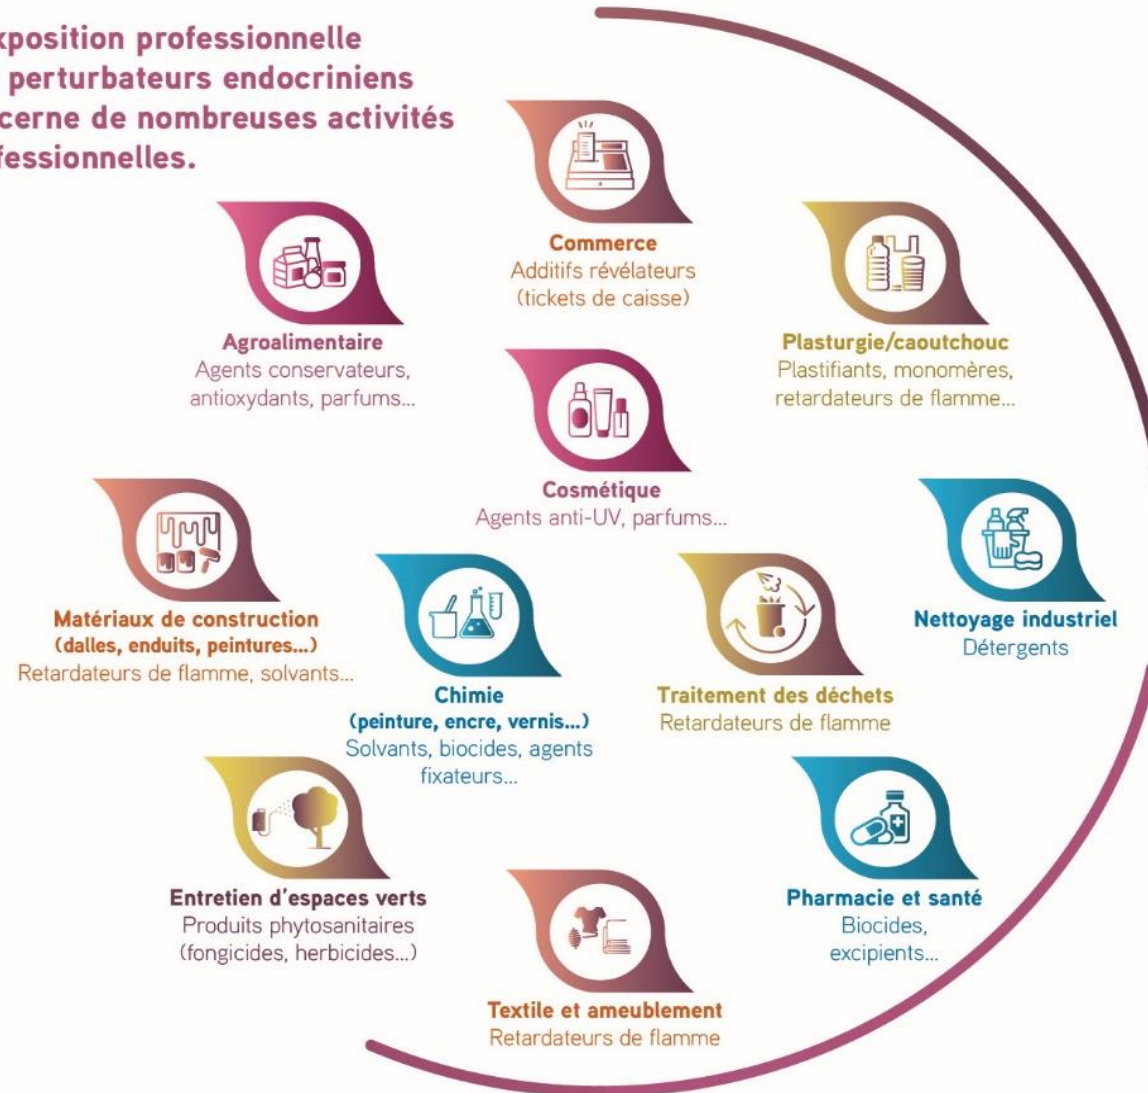 xposition professionnelle
perturbateurs endocriniens
cerne de nombreuses activités
fessionnelles.
Commerce
Additifs révélateurs
(tickets de caisse)
Agroalimentaire
Agents conservateurs,
antioxydants, parfums...
Plasturgie/caoutchouc
Plastifiants, monomères,
retardateurs de flamme...
Cosmétique
Agents anti-UV, parfums...
Matériaux de construction
(dalles, enduits, peintures...)
Retardateurs de flamme, solvants...
Chimie
(peinture, encre, vernis...)
Solvants, biocides, agents
fixateurs...
Traitement des déchets
Retardateurs de flamme
Nettoyage industriel
Détergents
Entretien d'espaces verts
Produits phytosanitaires
(fongicides, herbicides...)
Textile et ameublement
Retardateurs de flamme
Pharmacie et santé
Biocides,
excipients...